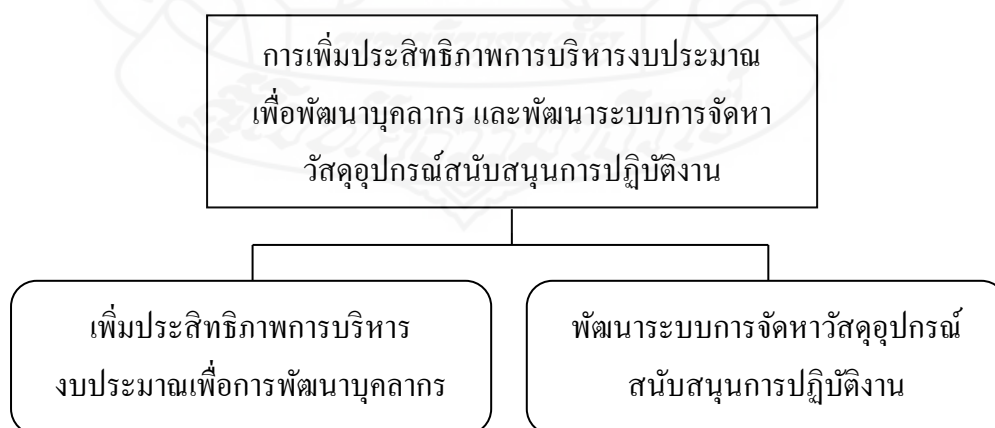 การเพิ่มประสิทธิภาพการบริหารงบประมาณ
เพื่อพัฒนาบุคลากร และพัฒนาระบบการจัดหา
วัสดุอุปกรณ์สนับสนุนการปฏิบัติงาน
เพิ่มประสิทธิภาพการบริหาร
งบประมาณเพื่อการพัฒนาบุคลากร
พัฒนาระบบการจัดหาวัสดุอุปกรณ์
สนับสนุนการปฏิบัติงาน